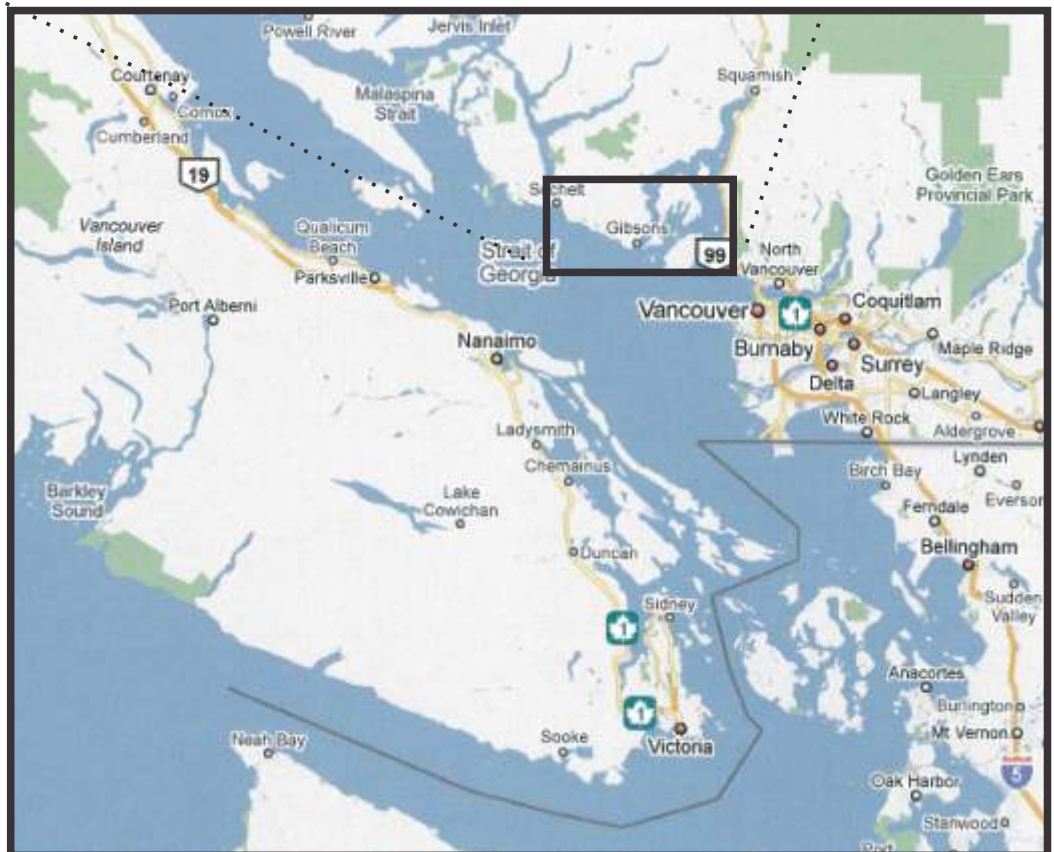 Powell River
Jervis Inlet
Courtenay
Comox
Cumberland
Malaspina
Strait
Squamish
19
Sechelt
Gibsons
Golden Ears
Provincial Park
Vancouver
Island
Qualicum
Beach
Strait of
Georgia
99
North
Vancouver
Parksville
Port Alberni
Vancouver
1
Coquitlam
Nanaimo
Burnaby
Surrey
Maple Ridge
Delta
Langley
White Rock
Aldergrove
Ladysmith
Chemainus
Birch Bay
Lynden
Everson
Barkley
Sound
Lake
Cowichan
Ferndale
Duncan
Bellingham
Sudden
Valley
Sidney
1
Anacortes
1
Burlington
Mt Vernon
Neah Bay
Sooke
Victoria
5
Oak Harbor
Stanwood
Port